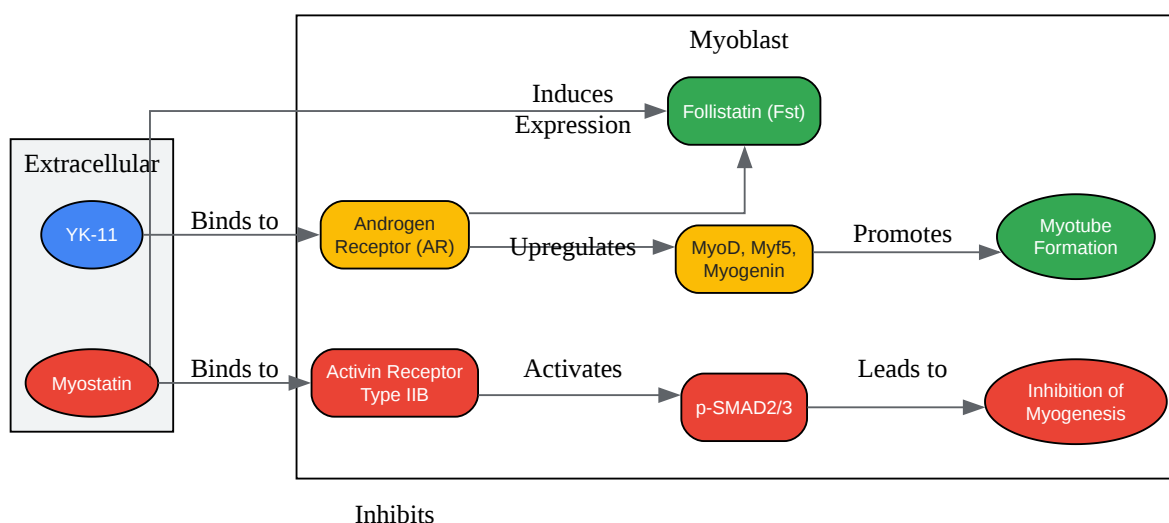 Myoblast
Induces
Expression
Follistatin (Fst)
Extracellular
YK-11
Binds to
Androgen
Receptor (AR)
Upregulates
MyoD, Myf5,
Myogenin
Promotes
Myotube
Formation
Myostatin
Binds to
Activin Receptor
Type IIB
Activates
p-SMAD2/3
Leads to
Inhibition of
Myogenesis
Inhibits